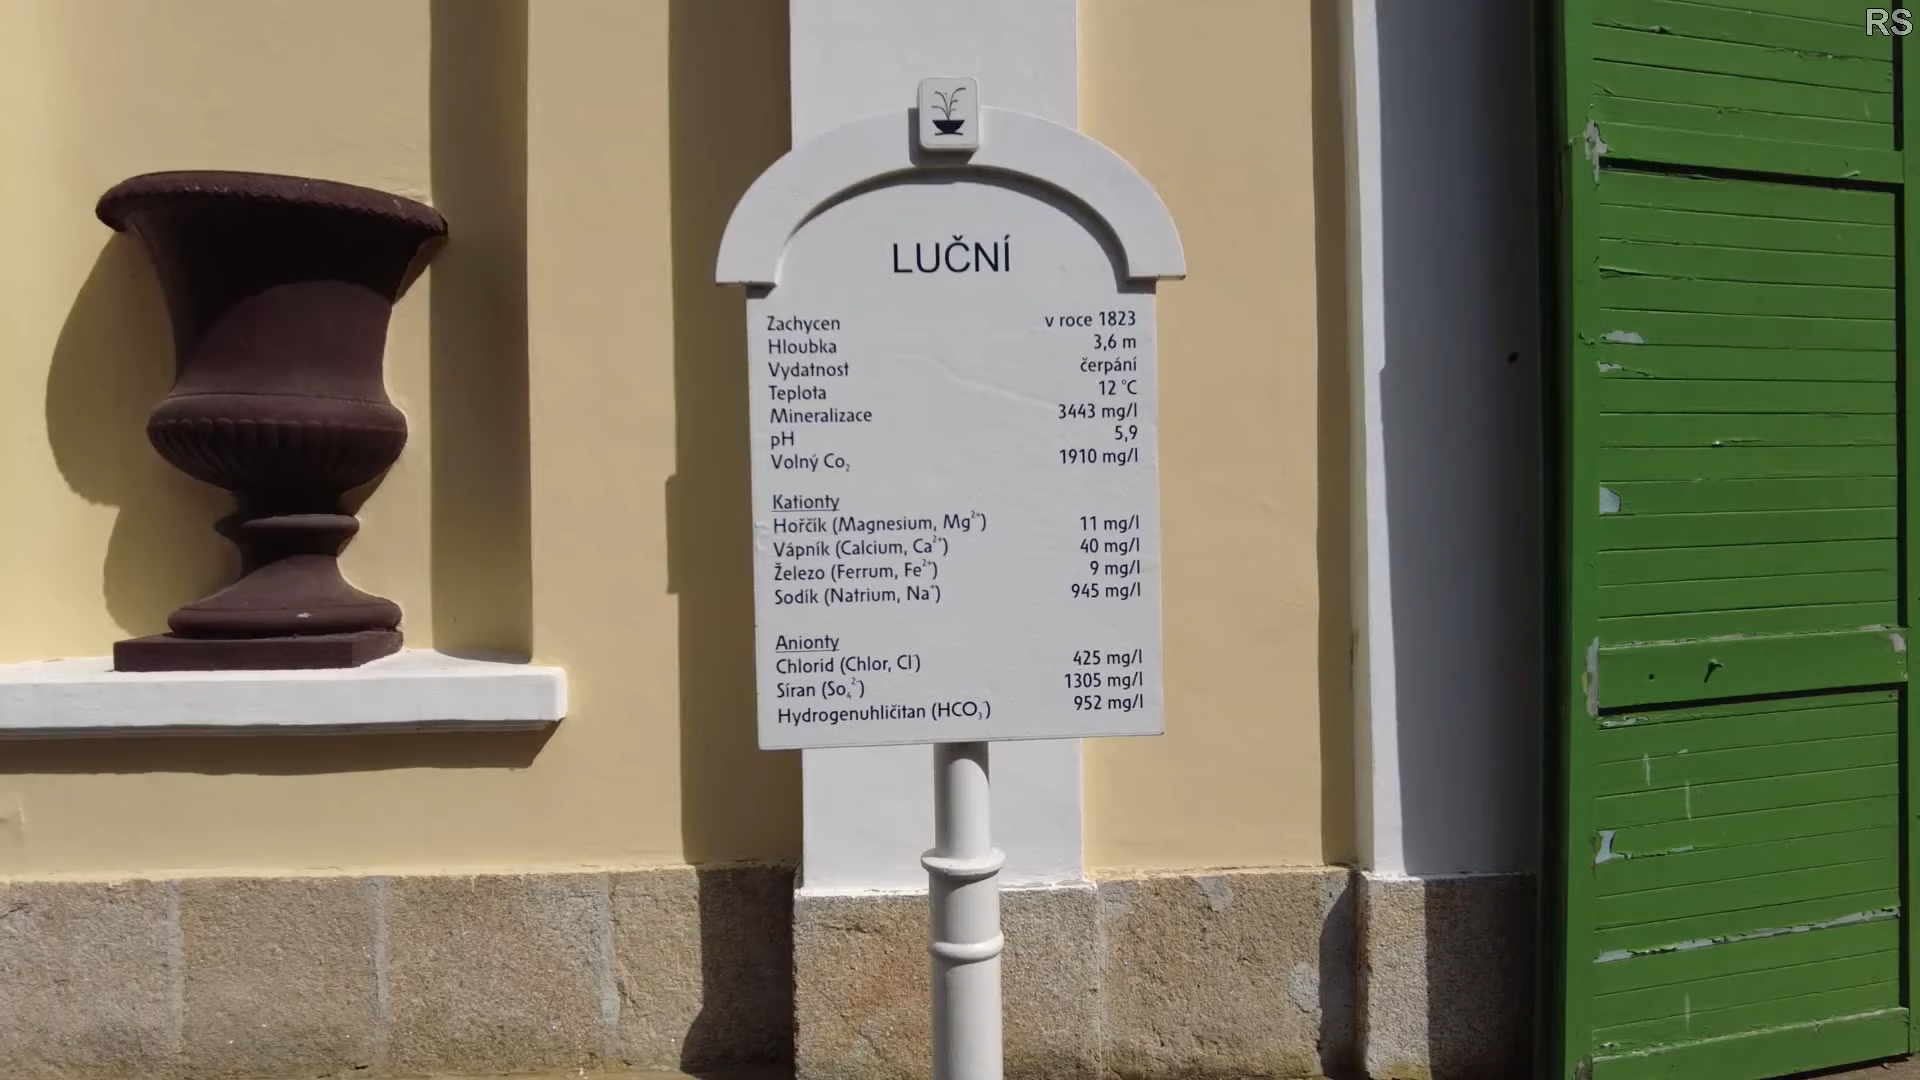 RS
LUČNÍ
Zachycen v roce 1823
Hloubka 3,6 m
Vydatnost čerpání
Teplota 12 °C
Mineralizace 3443 mg/l
pH 5,9
Volný Co₂ 1910 mg/l
Kationty
Hořčík (Magnesium, Mg²⁺) 11 mg/l
Vápník (Calcium, Ca²⁺) 40 mg/l
Železo (Ferrum, Fe²⁺) 9 mg/l
Sodík (Natrium, Na⁺) 945 mg/l
Anionty
Chlorid (Chlor, Cl⁻) 425 mg/l
Síran (So₄²⁻) 1305 mg/l
Hydrogenuhličitan (HCO₃⁻) 952 mg/l